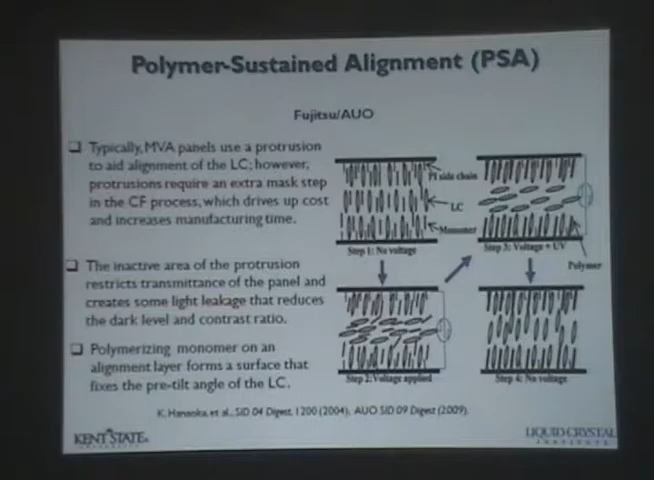 Polymer-Sustained Alignment (PSA)
Fujitsu/AUO
❑ Typically, MVA panels use a protrusion
to aid alignment of the LC; however,
protrusions require an extra mask step
in the CF process, which drives up cost
and increases manufacturing time.
❑ The inactive area of the protrusion
restricts transmittance of the panel and
creates some light leakage that reduces
the dark level and contrast ratio.
❑ Polymerizing monomer on an
alignment layer forms a surface that
fixes the pre-tilt angle of the LC.
PI side chain
LC
Monomer
Step 1: No voltage
Step 2: Voltage applied
Step 3: Voltage + UV
Polymer
Step 4: No voltage
K. Hanaoka, et al., SID 04 Digest, 1200 (2004). AUO SID 09 Digest (2009).
KENT STATE
LIQUID CRYSTAL
INSTITUTE